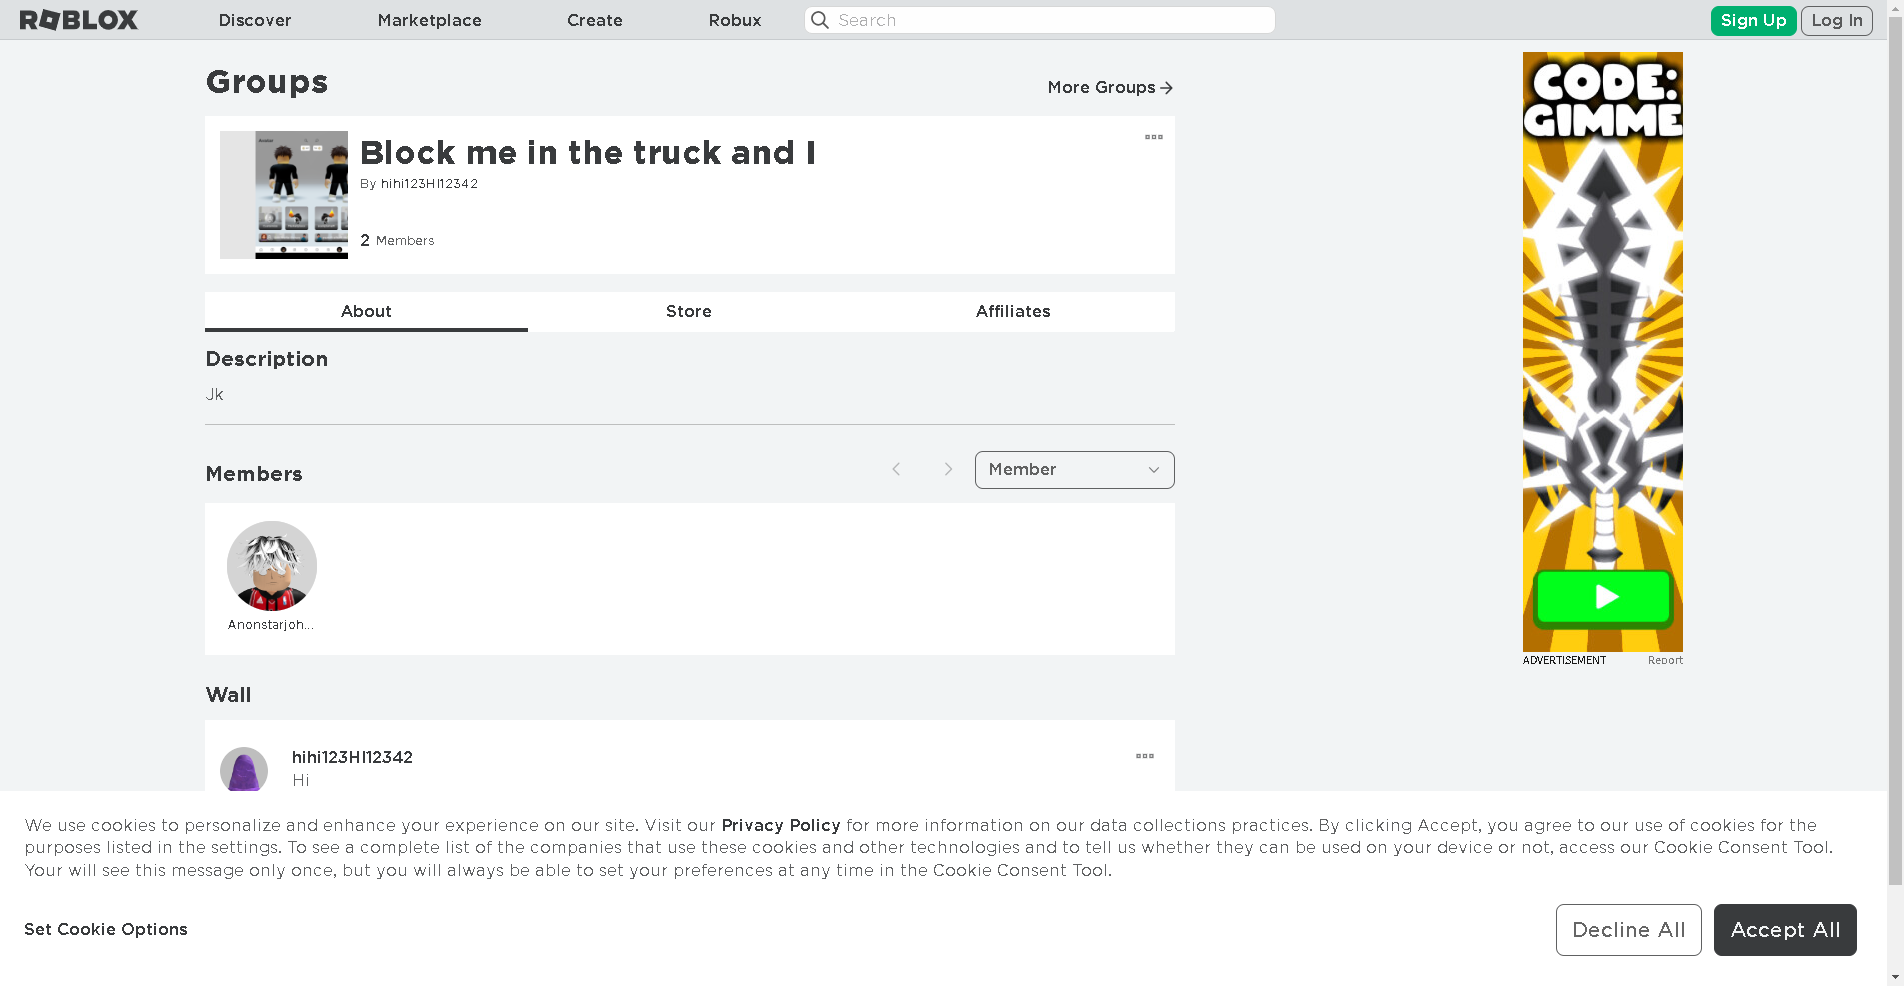 ROBLOX Discover Marketplace Create Robux Search Sign Up Log In
Groups
More Groups
Block me in the truck and I
By hihi123HI12342
2 Members
About Store Affiliates
Description
Jk
Members
Member
Anonstarjoh...
Wall
hihi123HI12342
Hi
CODE:
GIMME
ADVERTISEMENT Report
We use cookies to personalize and enhance your experience on our site. Visit our Privacy Policy for more information on our data collections practices. By clicking Accept, you agree to our use of cookies for the
purposes listed in the settings. To see a complete list of the companies that use these cookies and other technologies and to tell us whether they can be used on your device or not, access our Cookie Consent Tool.
Your will see this message only once, but you will always be able to set your preferences at any time in the Cookie Consent Tool.
Set Cookie Options
Decline All
Accept All